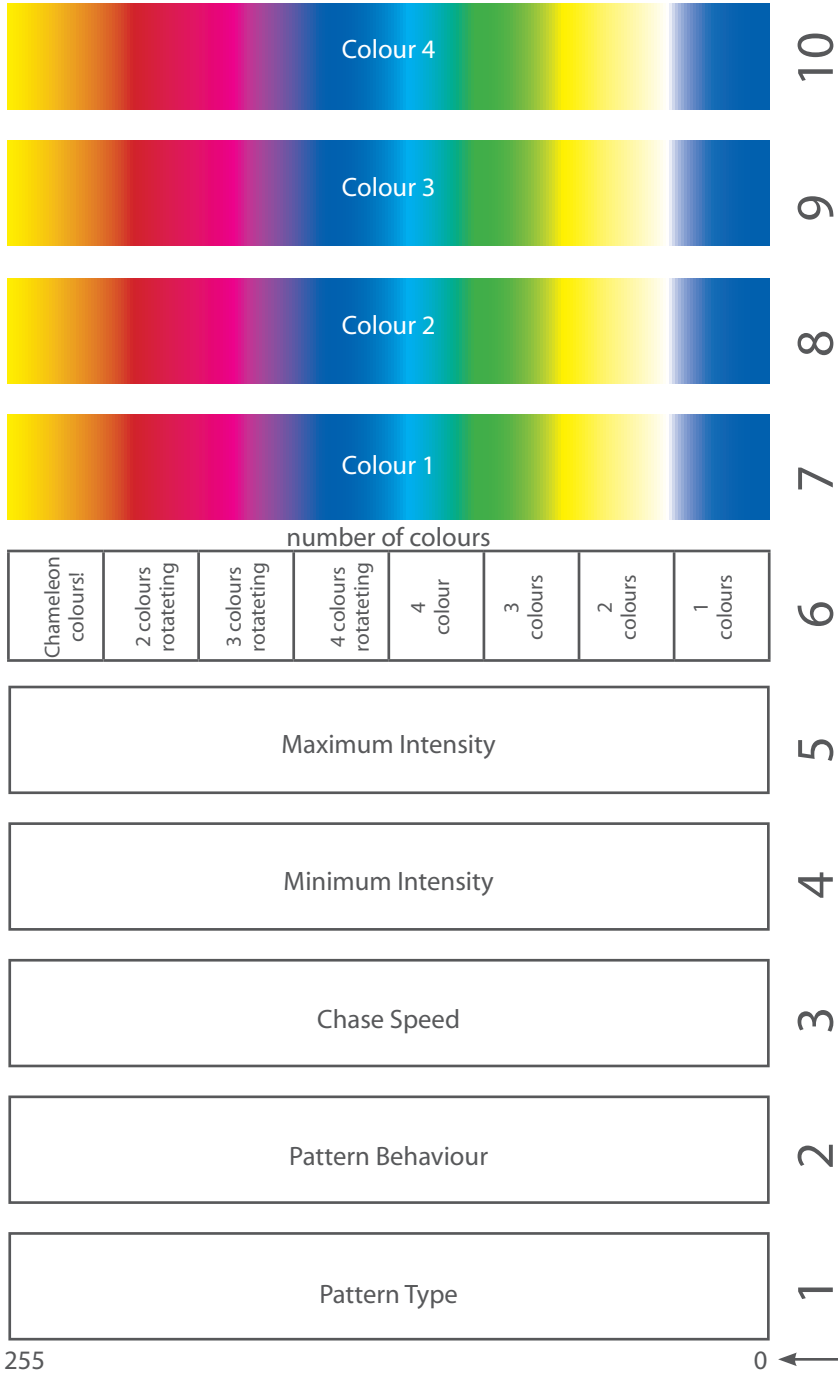 Colour 4
10
Colour 3
9
Colour 2
8
Colour 1
7
number of colours
Chameleon
colours!
2 colours
rotateting
3 colours
rotateting
4 colours
rotateting
4
colour
3
colours
2
colours
1
colours
6
Maximum Intensity
5
Minimum Intensity
4
Chase Speed
3
Pattern Behaviour
2
Pattern Type
1
255
0